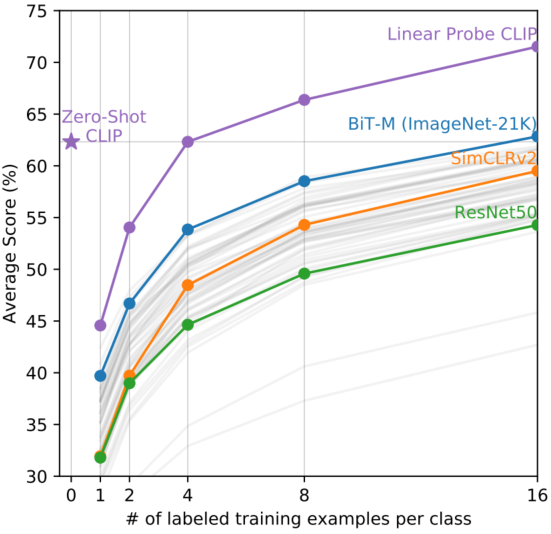 75
70
65
60
55
50
45
40
35
30
Average Score (%)
Linear Probe CLIP
Zero-Shot
CLIP
BiT-M (ImageNet-21K)
SimCLRv2
ResNet50
0 1 2 4 8 16
# of labeled training examples per class